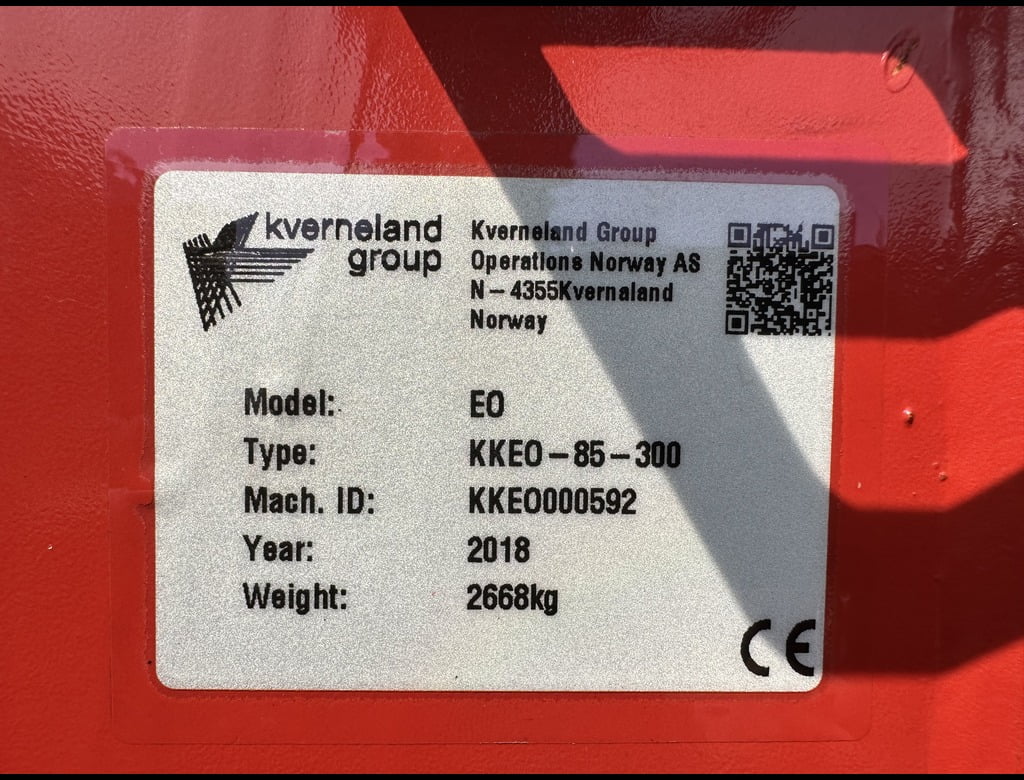 kverneland
group
Kverneland Group
Operations Norway AS
N-4355Kvernaland
Norway
Model: EO
Type: KKEO-85-300
Mach. ID: KKEO000592
Year: 2018
Weight: 2668kg
CE